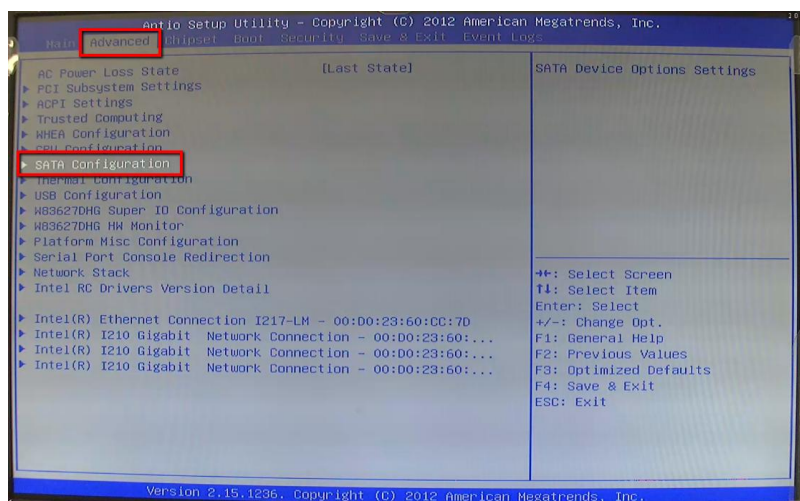 Aptio Setup Utility - Copyright (C) 2012 American Megatrends, Inc.
Main Advanced Chipset Boot Security Save & Exit Event Logs
AC Power Loss State [Last State]
PCI Subsystem Settings
ACPI Settings
Trusted Computing
WHEA Configuration
CPU Configuration
SATA Configuration
Thermal Configuration
USB Configuration
W83627DHG Super IO Configuration
W83627DHG HW Monitor
Platform Misc Configuration
Serial Port Console Redirection
Network Stack
Intel RC Drivers Version Detail
Intel(R) Ethernet Connection I217-LM - 00:D0:23:60:CC:7D
Intel(R) I210 Gigabit Network Connection - 00:D0:23:60:...
Intel(R) I210 Gigabit Network Connection - 00:D0:23:60:...
Intel(R) I210 Gigabit Network Connection - 00:D0:23:60:...
SATA Device Options Settings
→←: Select Screen
↑↓: Select Item
Enter: Select
+/-: Change Opt.
F1: General Help
F2: Previous Values
F3: Optimized Defaults
F4: Save & Exit
ESC: Exit
Version 2.15.1236. Copyright (C) 2012 American Megatrends, Inc.